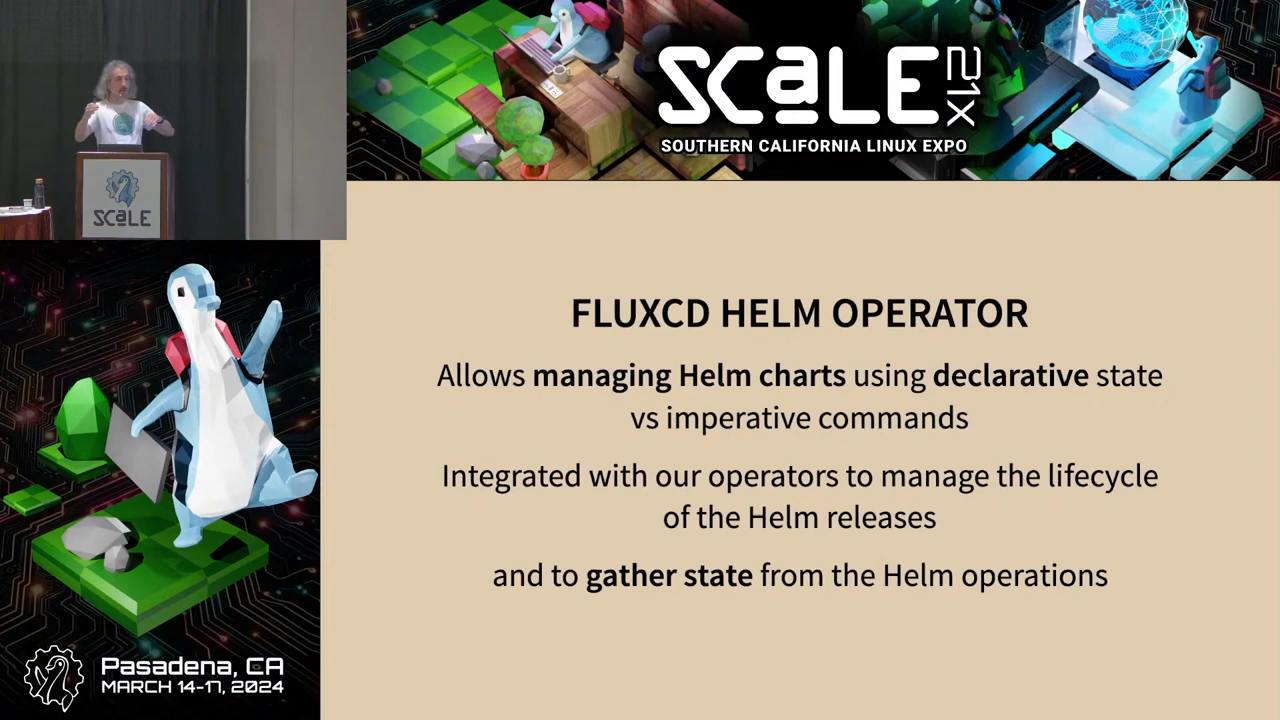 SCaLE
21X
SOUTHERN CALIFORNIA LINUX EXPO
SCaLE
FLUXCD HELM OPERATOR
Allows managing Helm charts using declarative state
vs imperative commands
Integrated with our operators to manage the lifecycle
of the Helm releases
and to gather state from the Helm operations
Pasadena, CA
MARCH 14-17, 2024